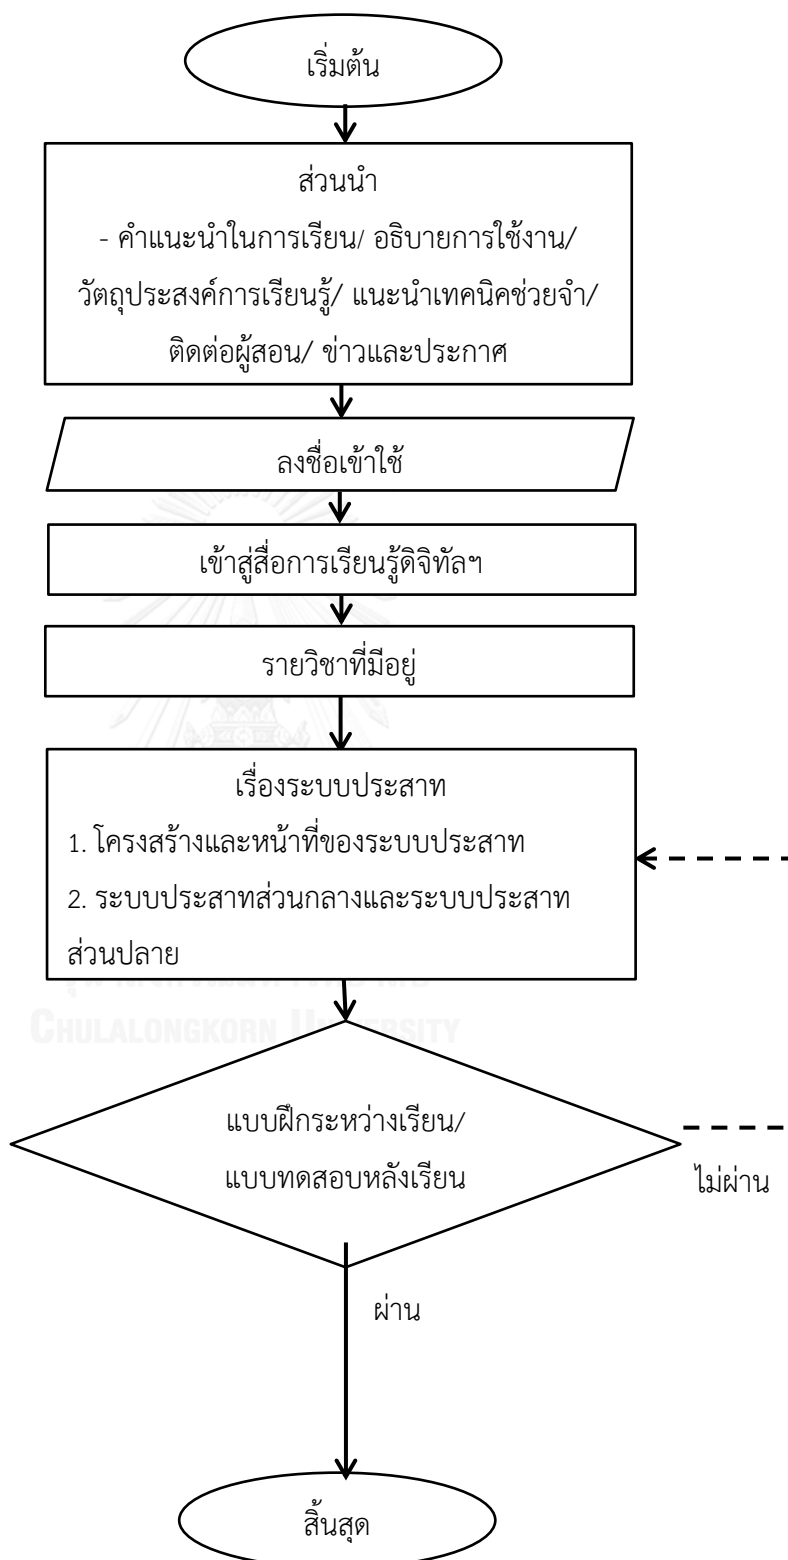 เริ่มต้น
ส่วนนำ
- คำแนะนำในการเรียน/ อธิบายการใช้งาน/
วัตถุประสงค์การเรียนรู้/ แนะนำเทคนิคช่วยจำ/
ติดต่อผู้สอน/ ข่าวและประกาศ
ลงชื่อเข้าใช้
เข้าสู่สื่อการเรียนรู้ดิจิทัลฯ
รายวิชาที่มีอยู่
เรื่องระบบประสาท
1. โครงสร้างและหน้าที่ของระบบประสาท
2. ระบบประสาทส่วนกลางและระบบประสาท
ส่วนปลาย
CHULALONGKORN UNIVERSITY
แบบฝึกระหว่างเรียน/
แบบทดสอบหลังเรียน
ไม่ผ่าน
ผ่าน
สิ้นสุด